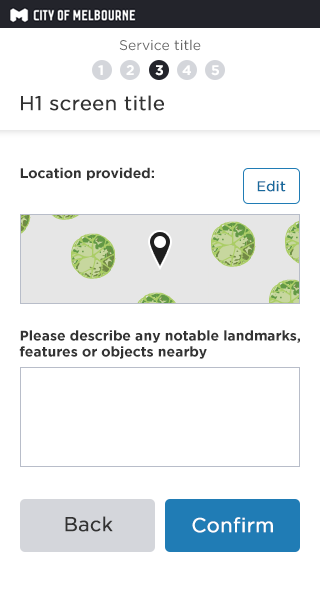 CITY OF MELBOURNE
Service title
1 2 3 4 5
H1 screen title
Location provided:
Edit
Please describe any notable landmarks,
features or objects nearby
Back
Confirm